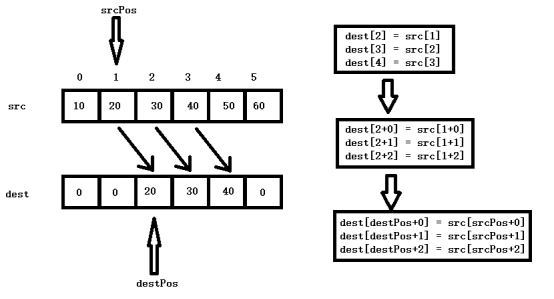 srcPos
0 1 2 3 4 5
src 10 20 30 40 50 60
dest 0 0 20 30 40 0
destPos
dest[2] = src[1]
dest[3] = src[2]
dest[4] = src[3]
dest[2+0] = src[1+0]
dest[2+1] = src[1+1]
dest[2+2] = src[1+2]
dest[destPos+0] = src[srcPos+0]
dest[destPos+1] = src[srcPos+1]
dest[destPos+2] = src[srcPos+2]